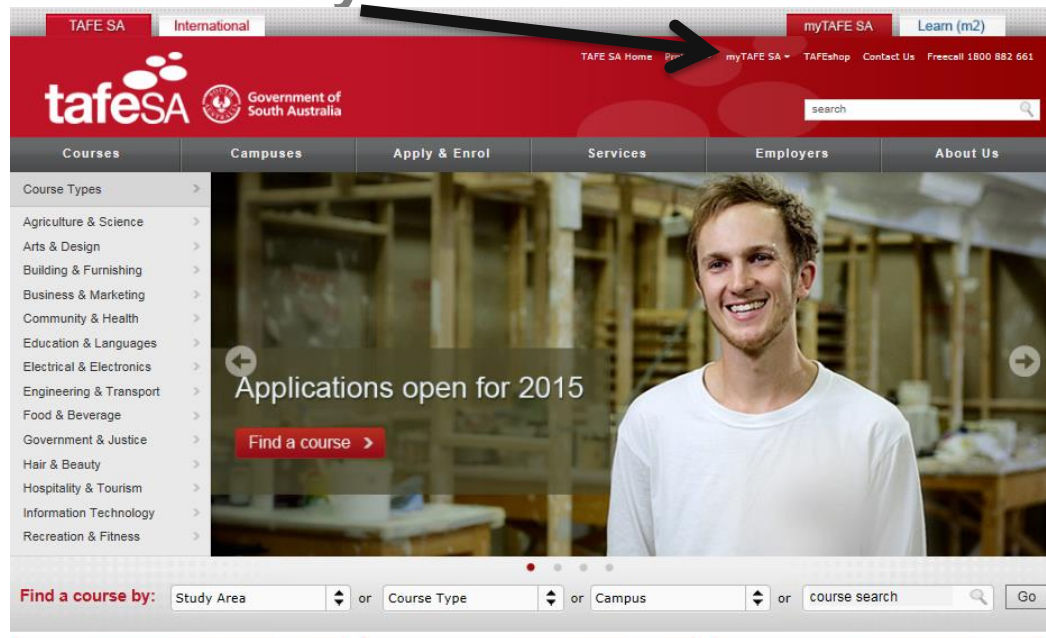 TAFE SA International myTAFE SA Learn (m2)
TAFE SA Home myTAFE SA TAFEshop Contact Us Freecall 1800 882 661
tafeSA Government of South Australia
search
Courses Campuses Apply & Enrol Services Employers About Us
Course Types
Agriculture & Science
Arts & Design
Building & Furnishing
Business & Marketing
Community & Health
Education & Languages
Electrical & Electronics
Engineering & Transport
Food & Beverage
Government & Justice
Hair & Beauty
Hospitality & Tourism
Information Technology
Recreation & Fitness
Applications open for 2015
Find a course
Find a course by: Study Area or Course Type or Campus or course search Go